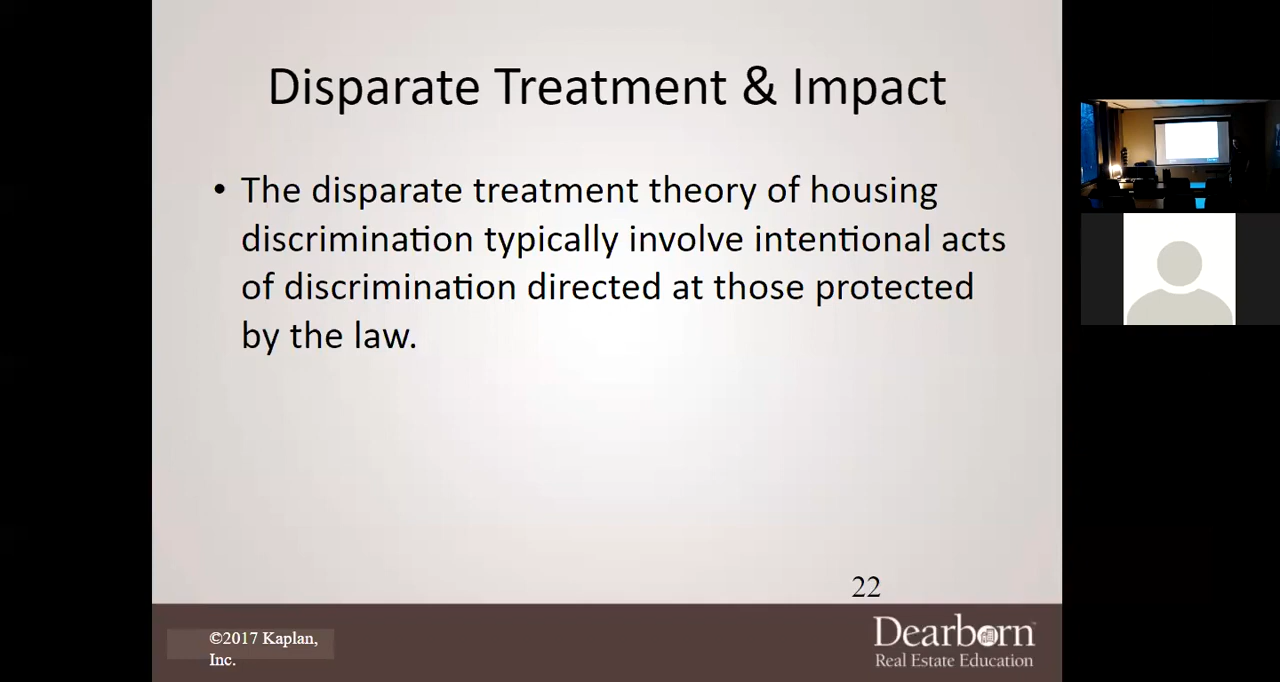 Disparate Treatment & Impact
• The disparate treatment theory of housing
discrimination typically involve intentional acts
of discrimination directed at those protected
by the law.
22
©2017 Kaplan,
Inc.
Dearborn™
Real Estate Education